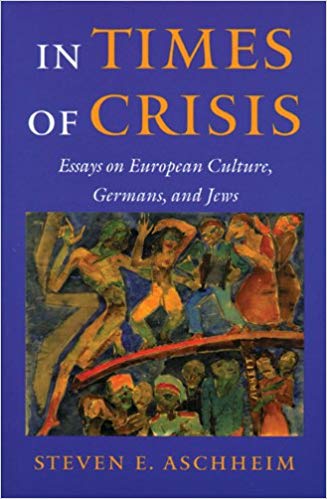 IN TIMES
OF CRISIS
Essays on European Culture,
Germans, and Jews
STEVEN E. ASCHHEIM